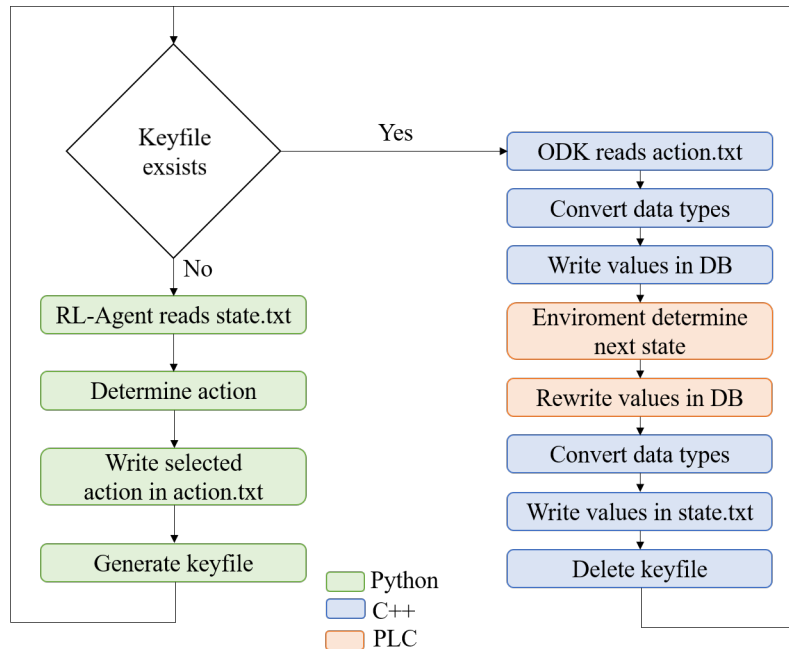 Keyfile
exsists
Yes
No
RL-Agent reads state.txt
Determine action
Write selected
action in action.txt
Generate keyfile
ODK reads action.txt
Convert data types
Write values in DB
Enviroment determine
next state
Rewrite values in DB
Convert data types
Write values in state.txt
Delete keyfile
Python
C++
PLC